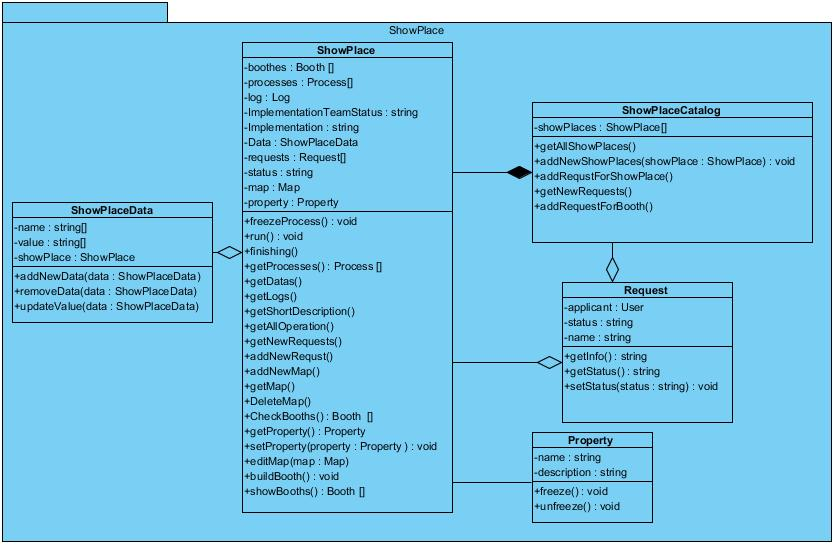 ShowPlace
ShowPlace
-boothes : Booth []
-processes : Process[]
-log : Log
-ImplementationTeamStatus : string
-Implementation : string
-Data : ShowPlaceData
-requests : Request[]
-status : string
-map : Map
-property : Property
+freezeProcess() : void
+run() : void
+finishing()
+getProcesses() : Process []
+getDatas()
+getLogs()
+getShortDescription()
+getAllOperation()
+getNewRequests()
+addNewRequst()
+addNewMap()
+getMap()
+DeleteMap()
+CheckBooths() : Booth  []
+getProperty() : Property
+setProperty(property : Property ) : void
+editMap(map : Map)
+buildBooth() : void
+showBooths() : Booth []
ShowPlaceData
-name : string[]
-value : string[]
-showPlace : ShowPlace
+addNewData(data : ShowPlaceData)
+removeData(data : ShowPlaceData)
+updateValue(data : ShowPlaceData)
ShowPlaceCatalog
-showPlaces : ShowPlace[]
+getAllShowPlaces()
+addNewShowPlaces(showPlace : ShowPlace) : void
+addRequstForShowPlace()
+getNewRequests()
+addRequestForBooth()
Request
-applicant : User
-status : string
-name : string
+getInfo() : string
+getStatus() : string
+setStatus(status : string) : void
Property
-name : string
-description : string
+freeze() : void
+unfreeze() : void